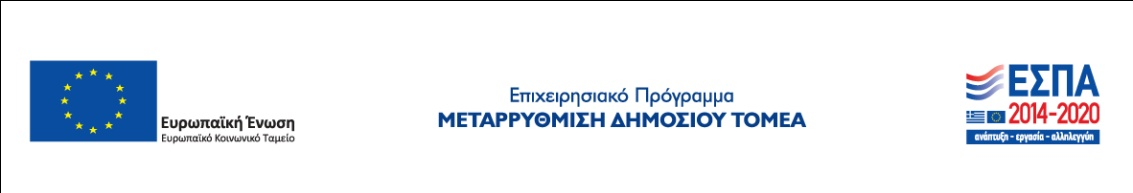 Ευρωπαϊκή Ένωση
Ευρωπαϊκό Κοινωνικό Ταμείο
Επιχειρησιακό Πρόγραμμα
ΜΕΤΑΡΡΥΘΜΙΣΗ ΔΗΜΟΣΙΟΥ ΤΟΜΕΑ
ΕΣΠΑ
2014-2020
ανάπτυξη - εργασία - αλληλεγγύη